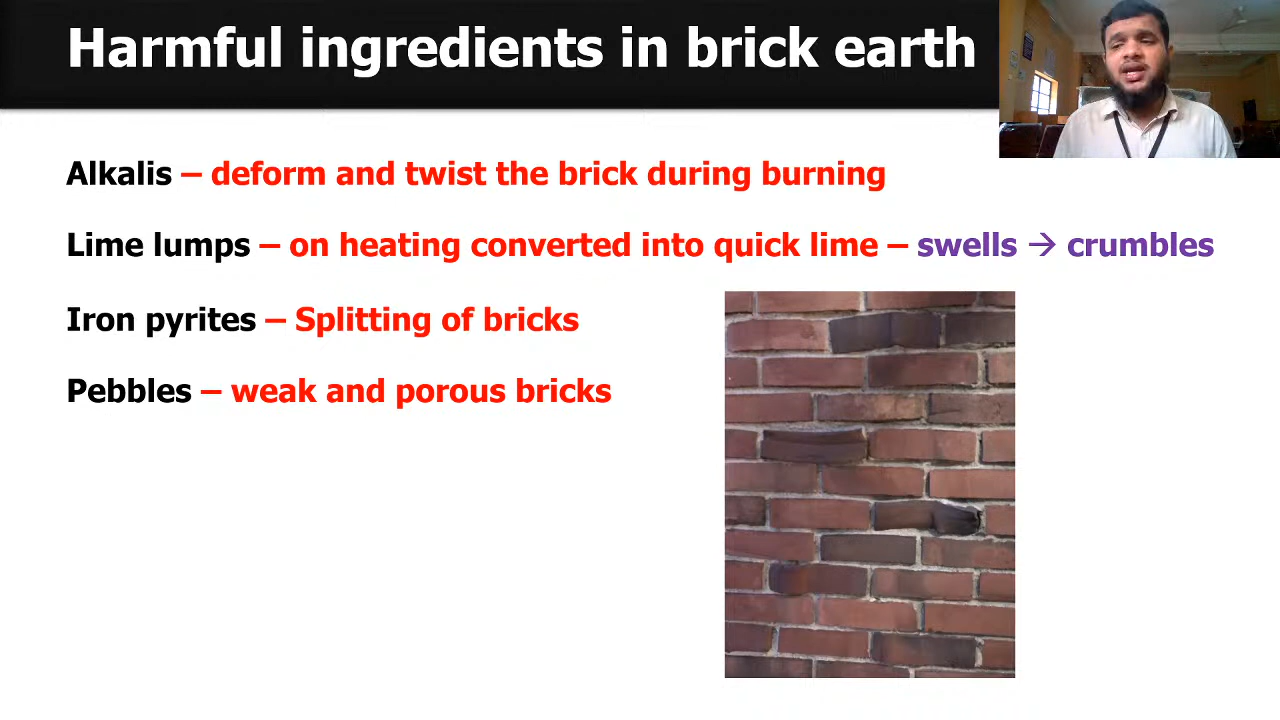 Harmful ingredients in brick earth
Alkalis – deform and twist the brick during burning
Lime lumps – on heating converted into quick lime – swells → crumbles
Iron pyrites – Splitting of bricks
Pebbles – weak and porous bricks